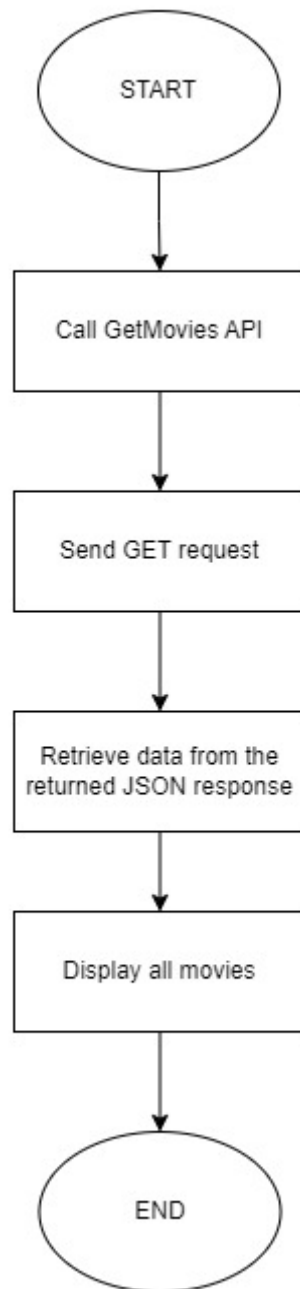 START
Call GetMovies API
Send GET request
Retrieve data from the
returned JSON response
Display all movies
END